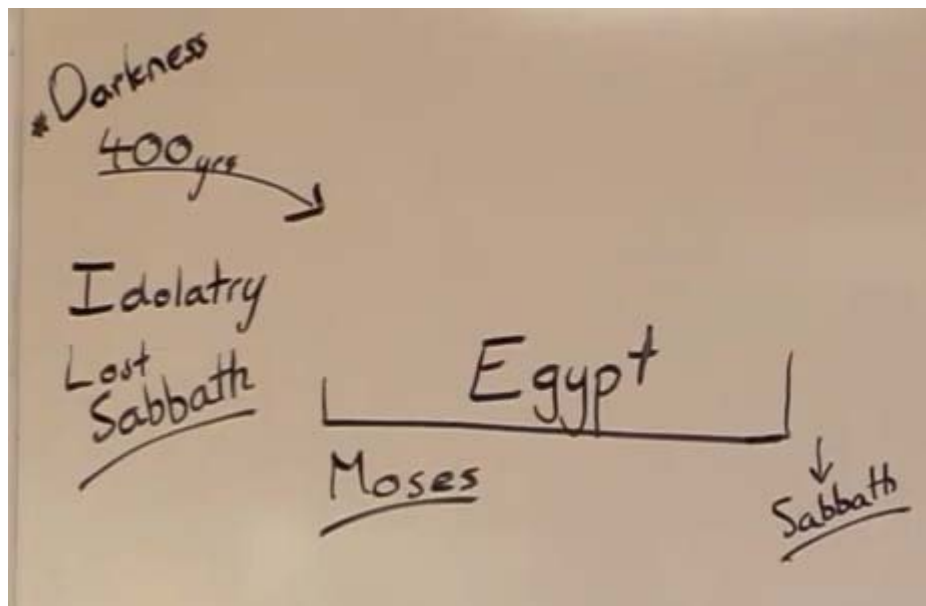 *Darkness
400yrs
Idolatry
Lost
Sabbath
Egypt
Moses
Sabbath